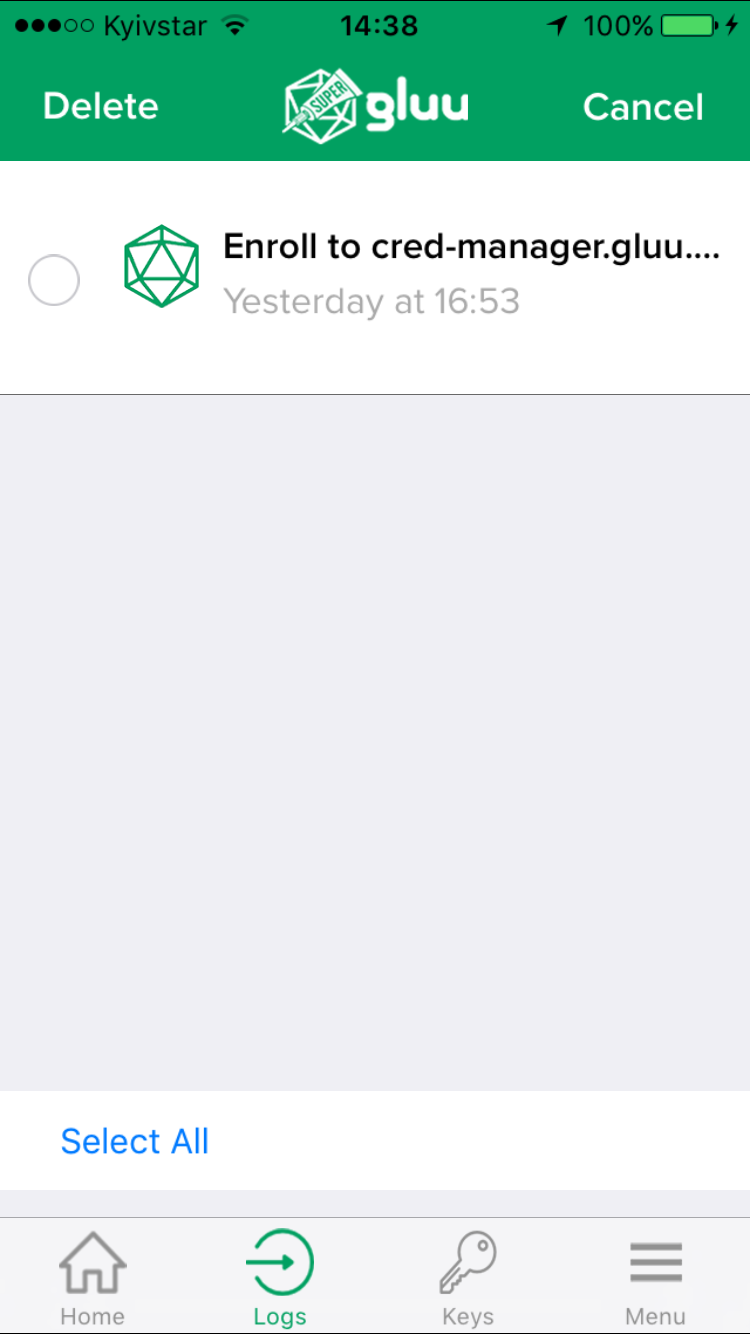 Kyivstar 14:38 100%
Delete SUPER gluu Cancel
Enroll to cred-manager.gluu....
Yesterday at 16:53
Select All
Home Logs Keys Menu